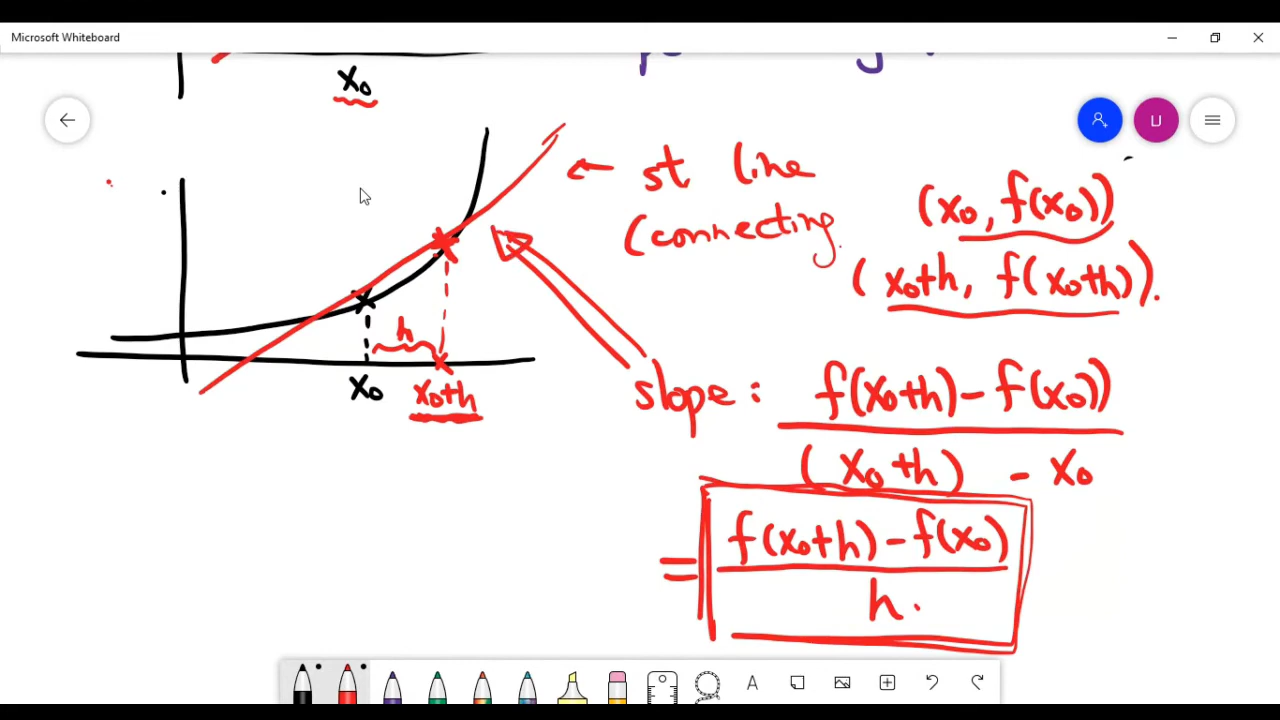 Microsoft Whiteboard
x₀
← st line
(connecting
(x₀, f(x₀))
(x₀+h, f(x₀+h)).
h
x₀ x₀+h
slope: f(x₀+h) - f(x₀)
(x₀+h) - x₀
= f(x₀+h) - f(x₀)
h.
U
A